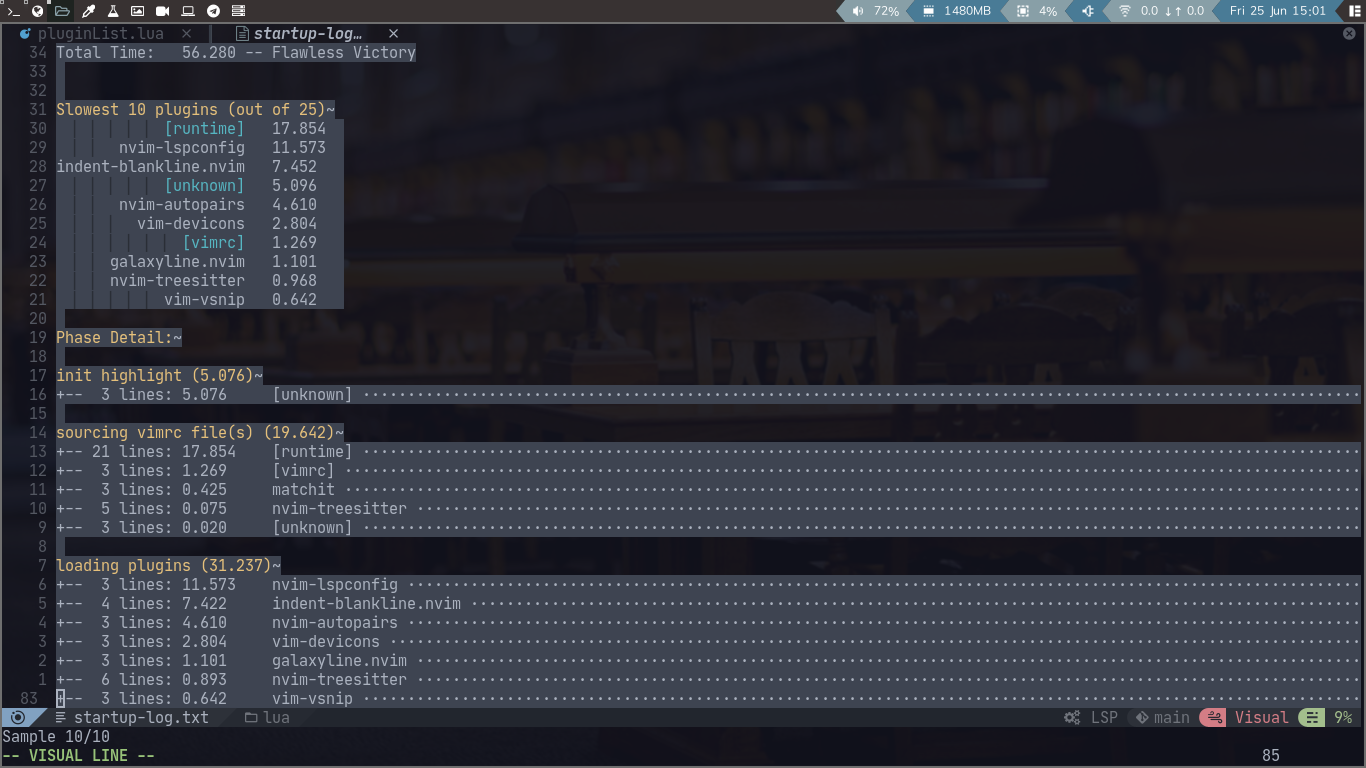 72% 1480MB 4% 0.0 ↓↑ 0.0 Fri 25 Jun 15:01
pluginList.lua × startup-log… ×
34 Total Time: 56.280 -- Flawless Victory
33
32
31 Slowest 10 plugins (out of 25)~
30 [runtime] 17.854
29 nvim-lspconfig 11.573
28 indent-blankline.nvim 7.452
27 [unknown] 5.096
26 nvim-autopairs 4.610
25 vim-devicons 2.804
24 [vimrc] 1.269
23 galaxyline.nvim 1.101
22 nvim-treesitter 0.968
21 vim-vsnip 0.642
20
19 Phase Detail:~
18
17 init highlight (5.076)~
16 +-- 3 lines: 5.076 [unknown] ····························································
15
14 sourcing vimrc file(s) (19.642)~
13 +-- 21 lines: 17.854 [runtime] ····························································
12 +-- 3 lines: 1.269 [vimrc] ····························································
11 +-- 3 lines: 0.425 matchit ····························································
10 +-- 5 lines: 0.075 nvim-treesitter ····························································
9 +-- 3 lines: 0.020 [unknown] ····························································
8
7 loading plugins (31.237)~
6 +-- 3 lines: 11.573 nvim-lspconfig ····························································
5 +-- 4 lines: 7.422 indent-blankline.nvim ····························································
4 +-- 3 lines: 4.610 nvim-autopairs ····························································
3 +-- 3 lines: 2.804 vim-devicons ····························································
2 +-- 3 lines: 1.101 galaxyline.nvim ····························································
1 +-- 6 lines: 0.893 nvim-treesitter ····························································
83 +-- 3 lines: 0.642 vim-vsnip ····························································
startup-log.txt lua LSP main Visual 9%
Sample 10/10
-- VISUAL LINE -- 85